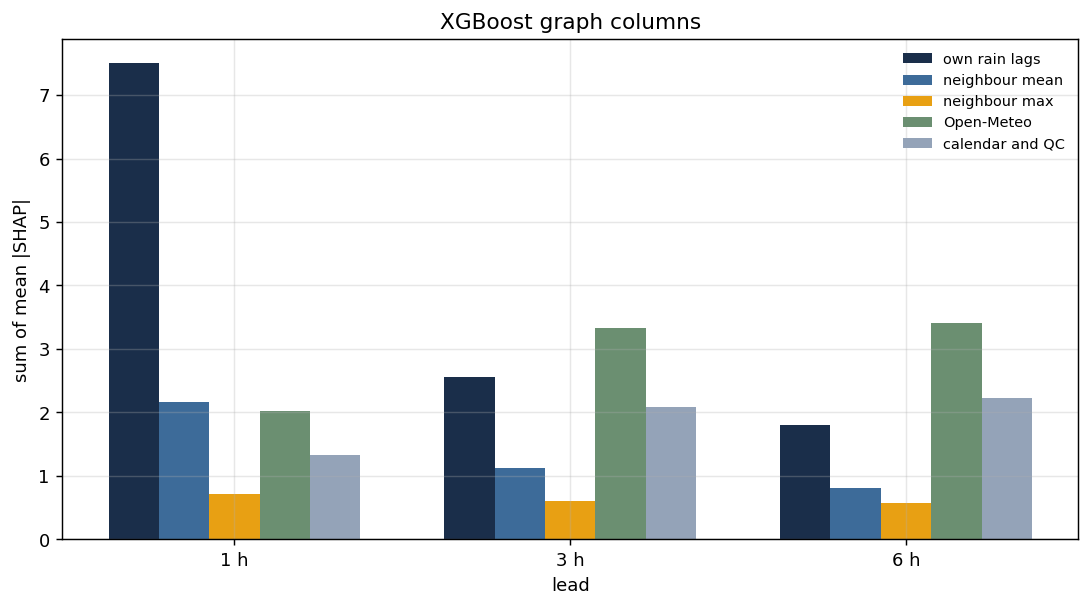 XGBoost graph columns
sum of mean |SHAP|
7
6
5
4
3
2
1
0
own rain lags
neighbour mean
neighbour max
Open-Meteo
calendar and QC
1 h
3 h
6 h
lead